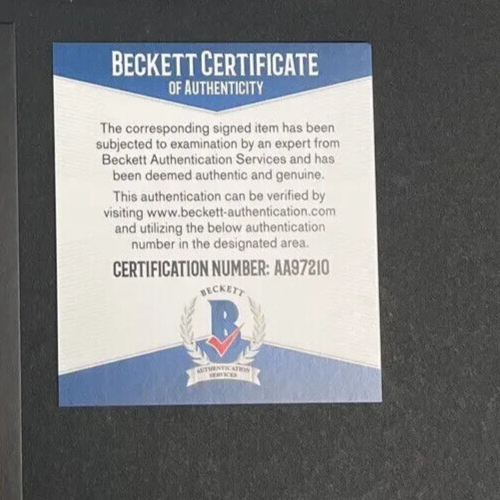 BECKETT CERTIFICATE
OF AUTHENTICITY
The corresponding signed item has been
subjected to examination by an expert from
Beckett Authentication Services and has
been deemed authentic and genuine.
This authentication can be verified by
visiting www.beckett-authentication.com
and utilizing the below authentication
number in the designated area.
CERTIFICATION NUMBER: AA97210
BECKETT
B
AUTHENTICATION
SERVICES